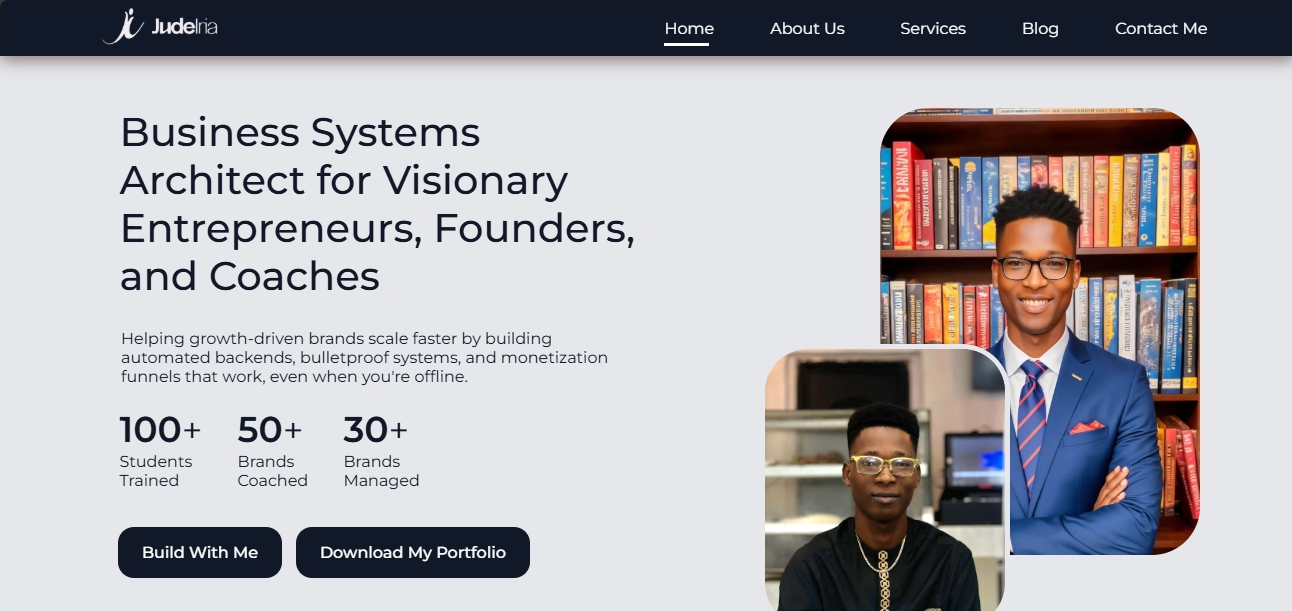 JudeIria
Home
About Us
Services
Blog
Contact Me
Business Systems
Architect for Visionary
Entrepreneurs, Founders,
and Coaches
Helping growth-driven brands scale faster by building
automated backends, bulletproof systems, and monetization
funnels that work, even when you're offline.
100+
Students
Trained
50+
Brands
Coached
30+
Brands
Managed
Build With Me
Download My Portfolio